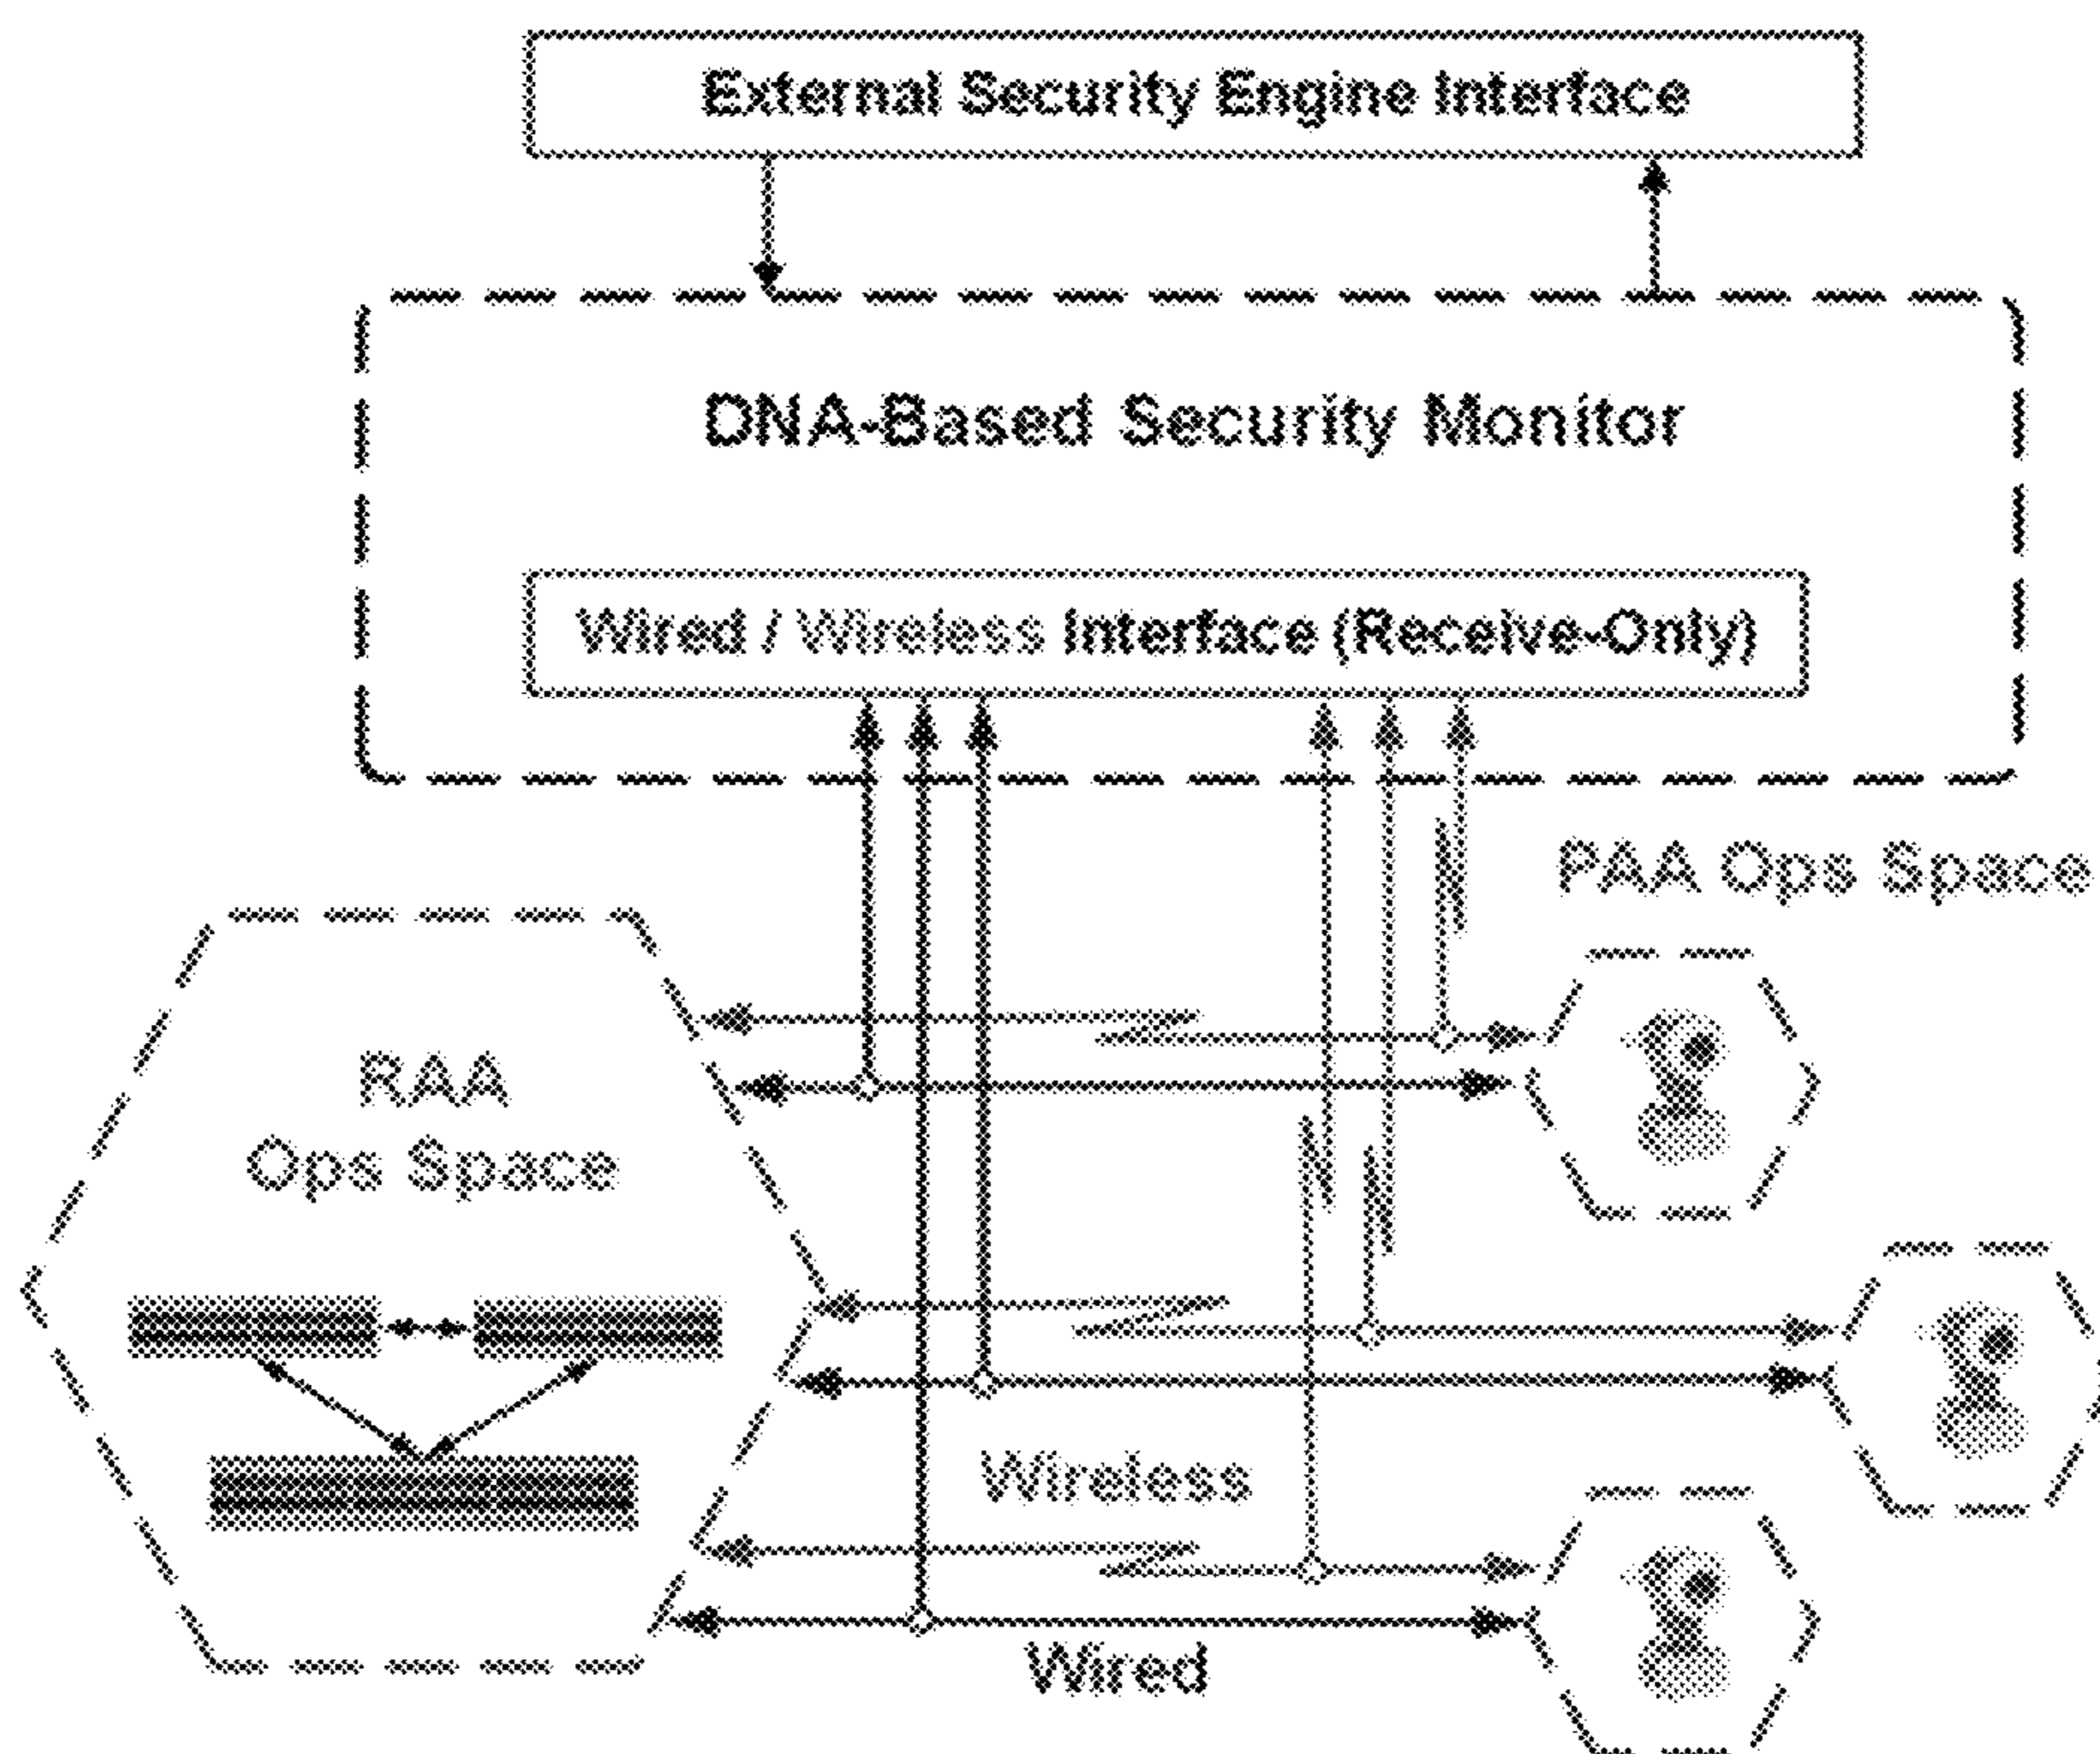 External Security Engine Interface
DNA-Based Security Monitor
Wired / Wireless Interface (Receive-Only)
PAA Ops Space
RAA
Ops Space
Wireless
Wired